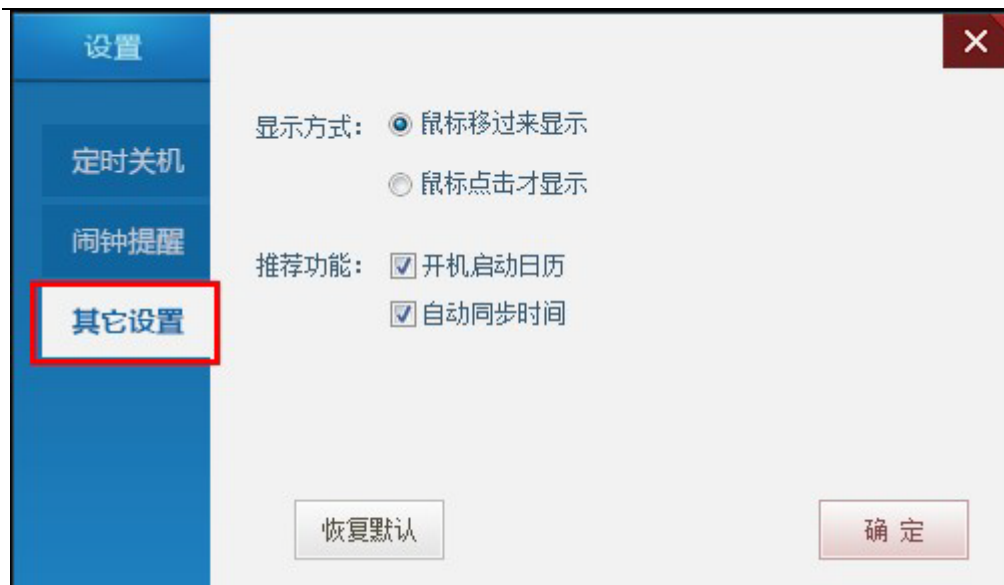 设置
定时关机
闹钟提醒
其它设置
显示方式： 鼠标移过来显示
鼠标点击才显示
推荐功能： 开机启动日历
自动同步时间
恢复默认
确定